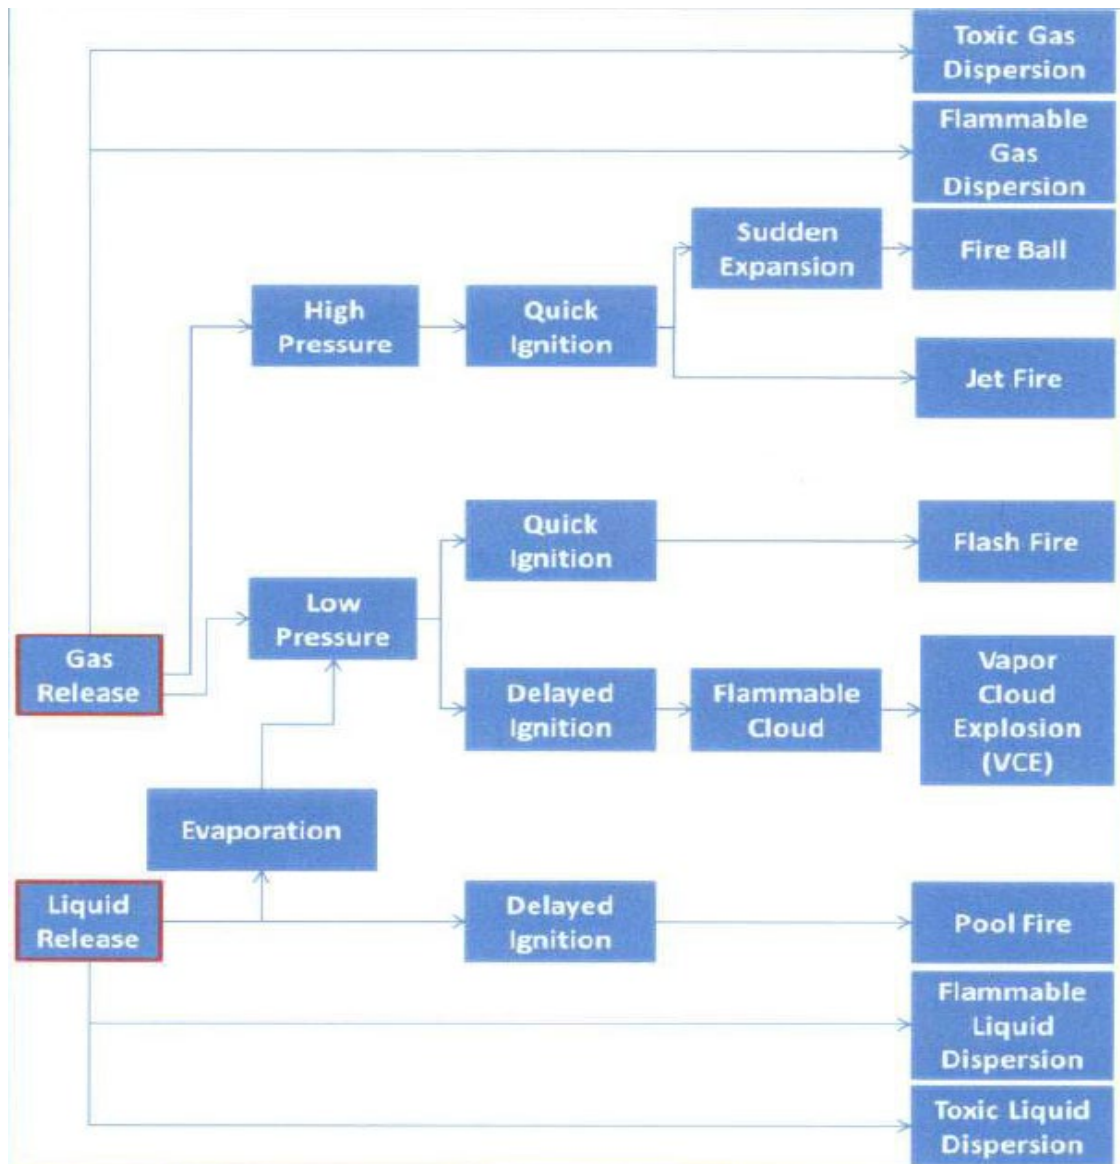 Toxic Gas
Dispersion
Flammable
Gas
Dispersion
Sudden
Expansion
Fire Ball
High
Pressure
Quick
Ignition
Jet Fire
Quick
Ignition
Flash Fire
Low
Pressure
Gas
Release
Delayed
Ignition
Flammable
Cloud
Vapor
Cloud
Explosion
(VCE)
Evaporation
Liquid
Release
Delayed
Ignition
Pool Fire
Flammable
Liquid
Dispersion
Toxic Liquid
Dispersion